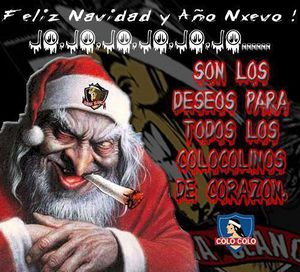 Feliz Navidad y Año Nxevo !
JO,JO,JO,JO,JO,JO.......
SON LOS
DESEOS PARA
TODOS LOS
COLOCOLINOS
DE CORAZON.
COLO COLO